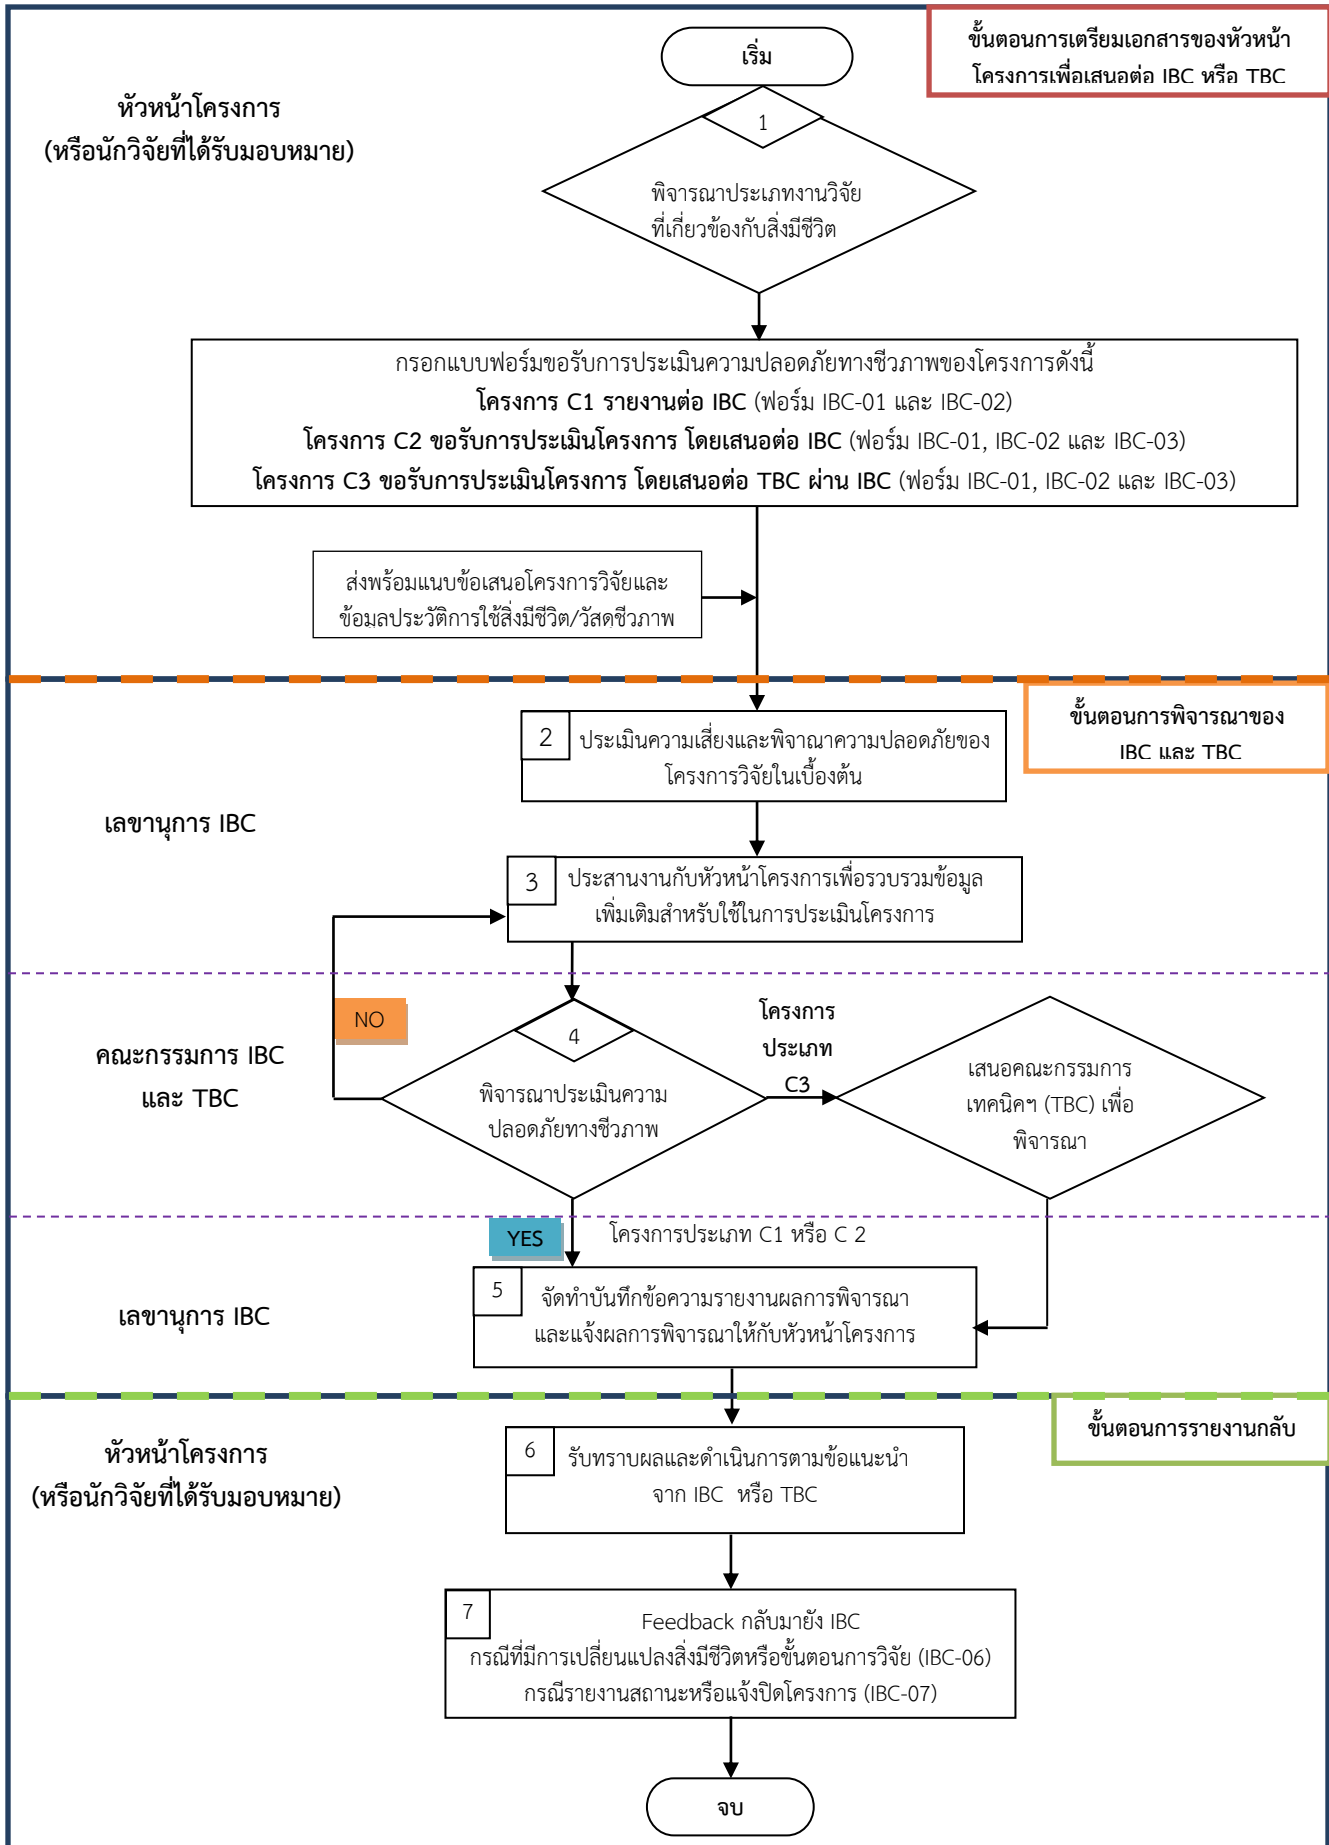 ขั้นตอนการเตรียมเอกสารของหัวหน้า
โครงการเพื่อเสนอต่อ IBC หรือ TBC
เริ่ม
หัวหน้าโครงการ
(หรือนักวิจัยที่ได้รับมอบหมาย)
1
พิจารณาประเภทงานวิจัย
ที่เกี่ยวข้องกับสิ่งมีชีวิต
กรอกแบบฟอร์มขอรับการประเมินความปลอดภัยทางชีวภาพของโครงการดังนี้
โครงการ C1 รายงานต่อ IBC (ฟอร์ม IBC-01 และ IBC-02)
โครงการ C2 ขอรับการประเมินโครงการ โดยเสนอต่อ IBC (ฟอร์ม IBC-01, IBC-02 และ IBC-03)
โครงการ C3 ขอรับการประเมินโครงการ โดยเสนอต่อ TBC ผ่าน IBC (ฟอร์ม IBC-01, IBC-02 และ IBC-03)
ส่งพร้อมแนบข้อเสนอโครงการวิจัยและ
ข้อมูลประวัติการใช้สิ่งมีชีวิต/วัสดุชีวภาพ
ขั้นตอนการพิจารณาของ
IBC และ TBC
2
ประเมินความเสี่ยงและพิจาณาความปลอดภัยของ
โครงการวิจัยในเบื้องต้น
เลขานุการ IBC
3
ประสานงานกับหัวหน้าโครงการเพื่อรวบรวมข้อมูล
เพิ่มเติมสำหรับใช้ในการประเมินโครงการ
NO
คณะกรรมการ IBC
และ TBC
4
พิจารณาประเมินความ
ปลอดภัยทางชีวภาพ
โครงการ
ประเภท
C3
เสนอคณะกรรมการ
เทคนิคฯ (TBC) เพื่อ
พิจารณา
YES
โครงการประเภท C1 หรือ C 2
เลขานุการ IBC
5
จัดทำบันทึกข้อความรายงานผลการพิจารณา
และแจ้งผลการพิจารณาให้กับหัวหน้าโครงการ
ขั้นตอนการรายงานกลับ
หัวหน้าโครงการ
(หรือนักวิจัยที่ได้รับมอบหมาย)
6
รับทราบผลและดำเนินการตามข้อแนะนำ
จาก IBC หรือ TBC
7
Feedback กลับมายัง IBC
กรณีที่มีการเปลี่ยนแปลงสิ่งมีชีวิตหรือขั้นตอนการวิจัย (IBC-06)
กรณีรายงานสถานะหรือแจ้งปิดโครงการ (IBC-07)
จบ